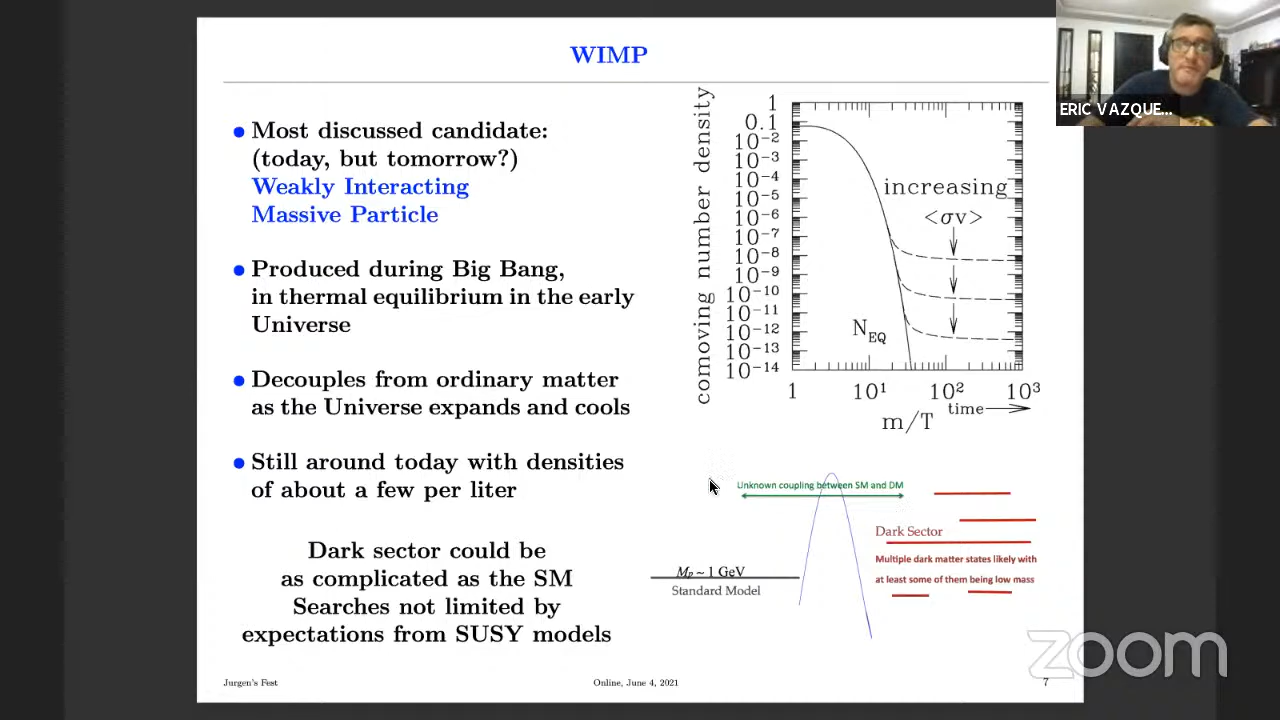 WIMP
ERIC VAZQUE...
Most discussed candidate:
(today, but tomorrow?)
Weakly Interacting
Massive Particle
Produced during Big Bang,
in thermal equilibrium in the early
Universe
Decouples from ordinary matter
as the Universe expands and cools
Still around today with densities
of about a few per liter
Dark sector could be
as complicated as the SM
Searches not limited by
expectations from SUSY models
comoving number density
1
0.1
10⁻²
10⁻³
10⁻⁴
10⁻⁵
10⁻⁶
10⁻⁷
10⁻⁸
10⁻⁹
10⁻¹⁰
10⁻¹¹
10⁻¹²
10⁻¹³
10⁻¹⁴
increasing
<σv>
N_EQ
1 10¹ 10² 10³
time
m/T
Unknown coupling between SM and DM
Dark Sector
Multiple dark matter states likely with
at least some of them being low mass
Mₚ ~ 1 GeV
Standard Model
zoom
Jurgen's Fest Online, June 4, 2021 7